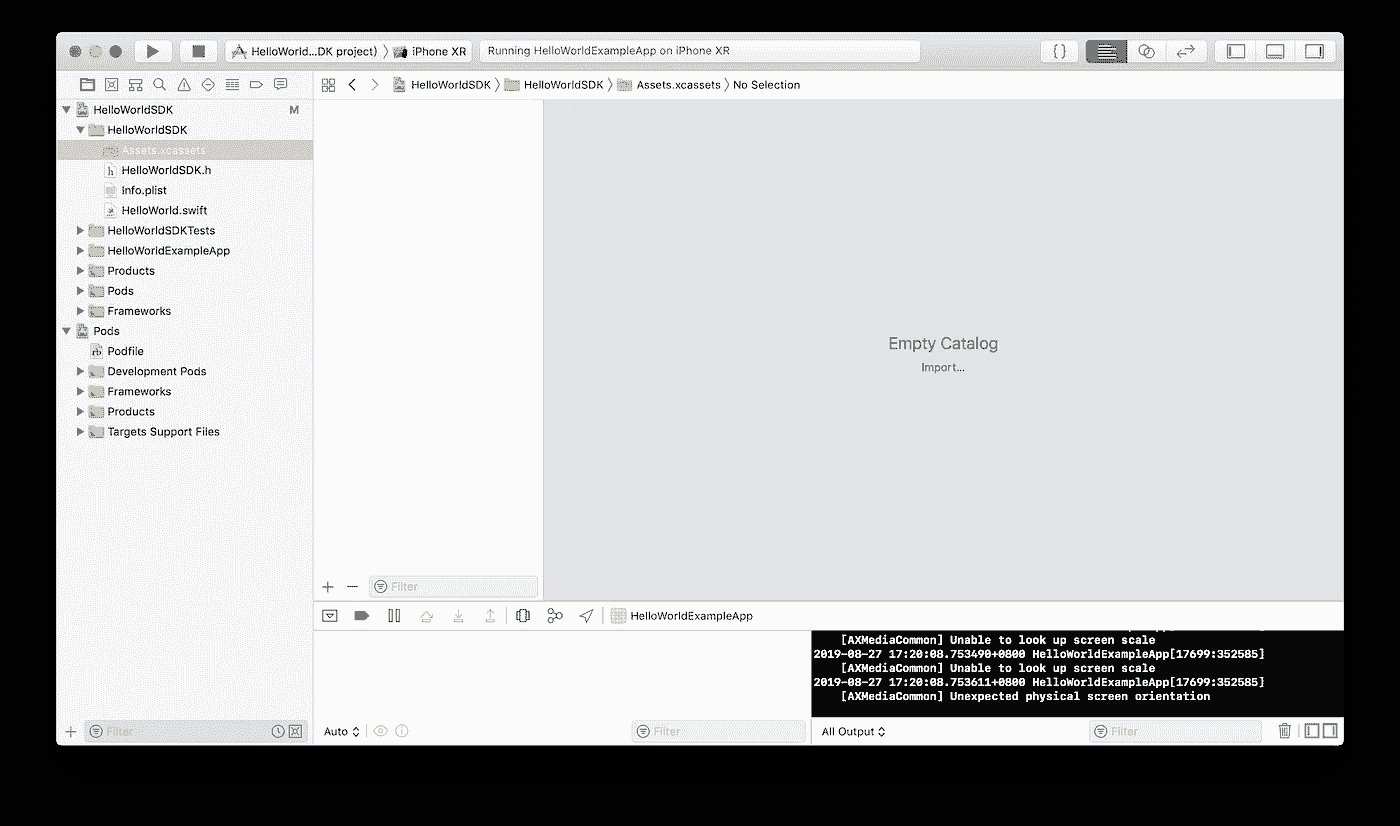 HelloWorld...DK project) iPhone XR
Running HelloWorldExampleApp on iPhone XR
HelloWorldSDK HelloWorldSDK Assets.xcassets No Selection
HelloWorldSDK M
HelloWorldSDK
Assets.xcassets
HelloWorldSDK.h
Info.plist
HelloWorld.swift
HelloWorldSDKTests
HelloWorldExampleApp
Products
Pods
Frameworks
Pods
Podfile
Development Pods
Frameworks
Products
Targets Support Files
Filter
Empty Catalog
Import...
Filter
HelloWorldExampleApp
Auto
Filter
[AXMediaCommon] Unable to look up screen scale
2019-08-27 17:20:08.753490+0800 HelloWorldExampleApp[17699:352585]
[AXMediaCommon] Unable to look up screen scale
2019-08-27 17:20:08.753611+0800 HelloWorldExampleApp[17699:352585]
[AXMediaCommon] Unexpected physical screen orientation
All Output
Filter